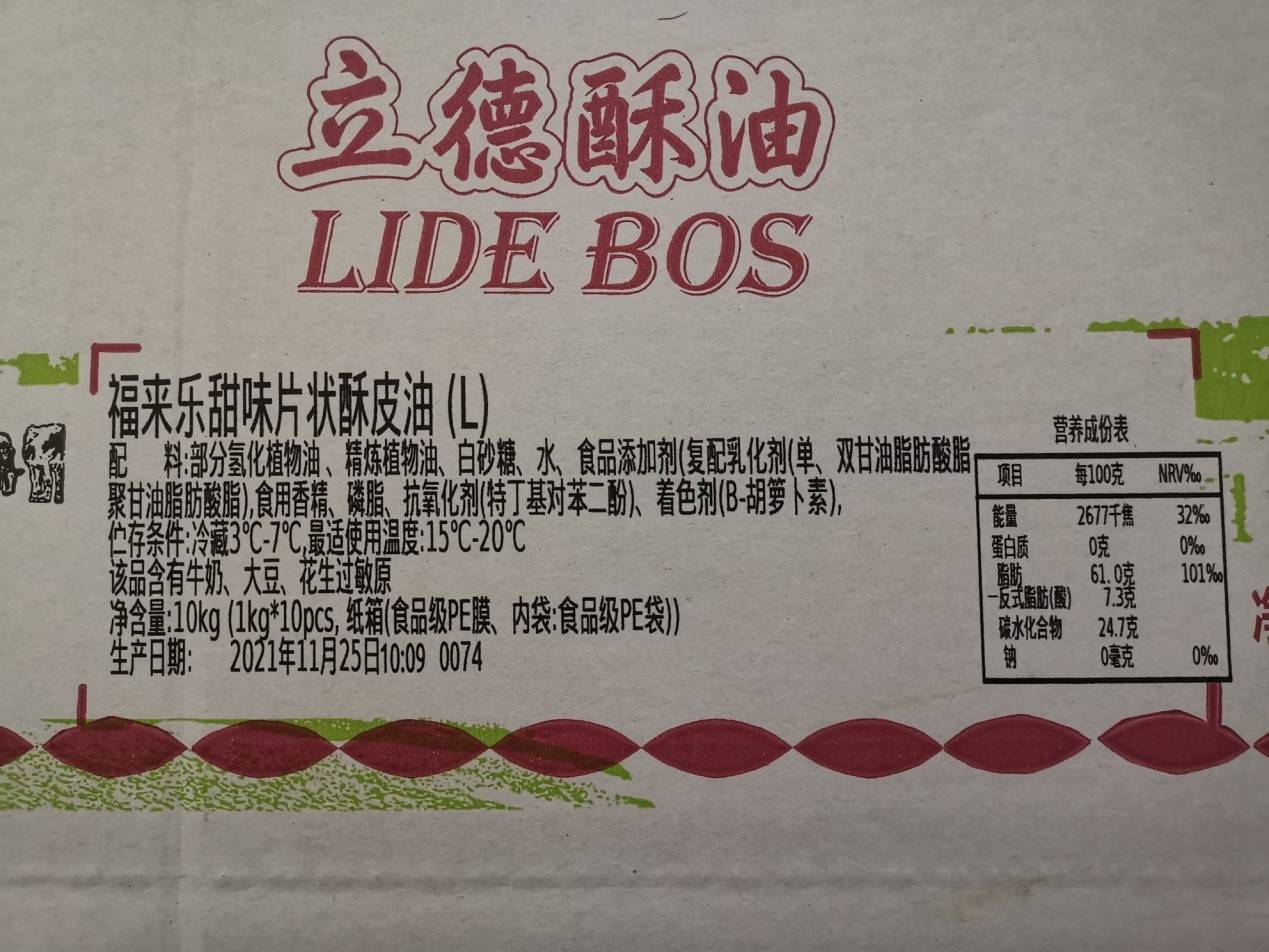 立德酥油
LIDE BOS
福来乐甜味片状酥皮油 (L)
配　料:部分氢化植物油、精炼植物油、白砂糖、水、食品添加剂(复配乳化剂(单、双甘油脂肪酸脂
聚甘油脂肪酸脂),食用香精、磷脂、抗氧化剂(特丁基对苯二酚)、着色剂(B-胡萝卜素),
贮存条件:冷藏3℃-7℃,最适使用温度:15℃-20℃
该品含有牛奶、大豆、花生过敏原
净含量:10kg (1kg*10pcs, 纸箱(食品级PE膜、内袋:食品级PE袋))
生产日期: 2021年11月25日10:09 0074
营养成份表
项目 每100克 NRV‰
能量 2677千焦 32‰
蛋白质 0克 0‰
脂肪 61.0克 101‰
-反式脂肪(酸) 7.3克
碳水化合物 24.7克
钠 0毫克 0‰